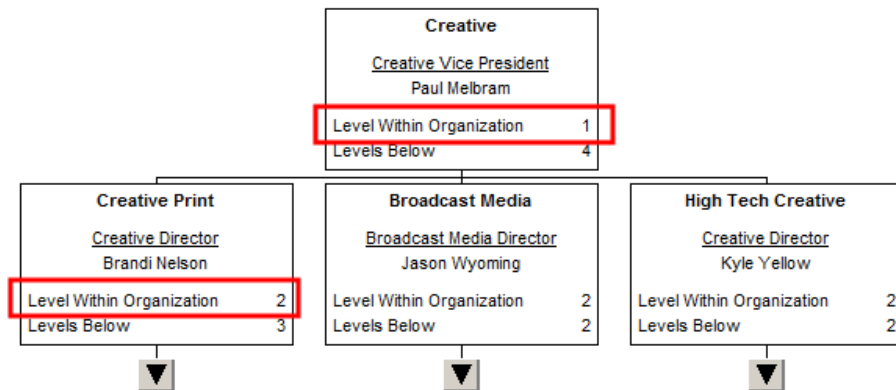 Creative
Creative Vice President
Paul Melbram
Level Within Organization 1
Levels Below 4
Creative Print
Creative Director
Brandi Nelson
Level Within Organization 2
Levels Below 3
Broadcast Media
Broadcast Media Director
Jason Wyoming
Level Within Organization 2
Levels Below 2
High Tech Creative
Creative Director
Kyle Yellow
Level Within Organization 2
Levels Below 2